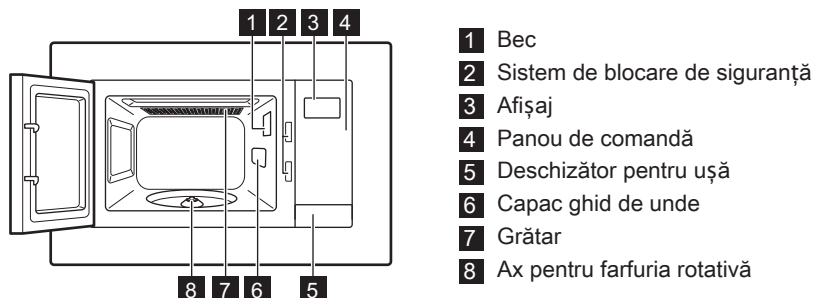 1 2 3 4
8 7 6 5
1 Bec
2 Sistem de blocare de siguranță
3 Afișaj
4 Panou de comandă
5 Deschizător pentru ușă
6 Capac ghid de unde
7 Grătar
8 Ax pentru farfuria rotativă